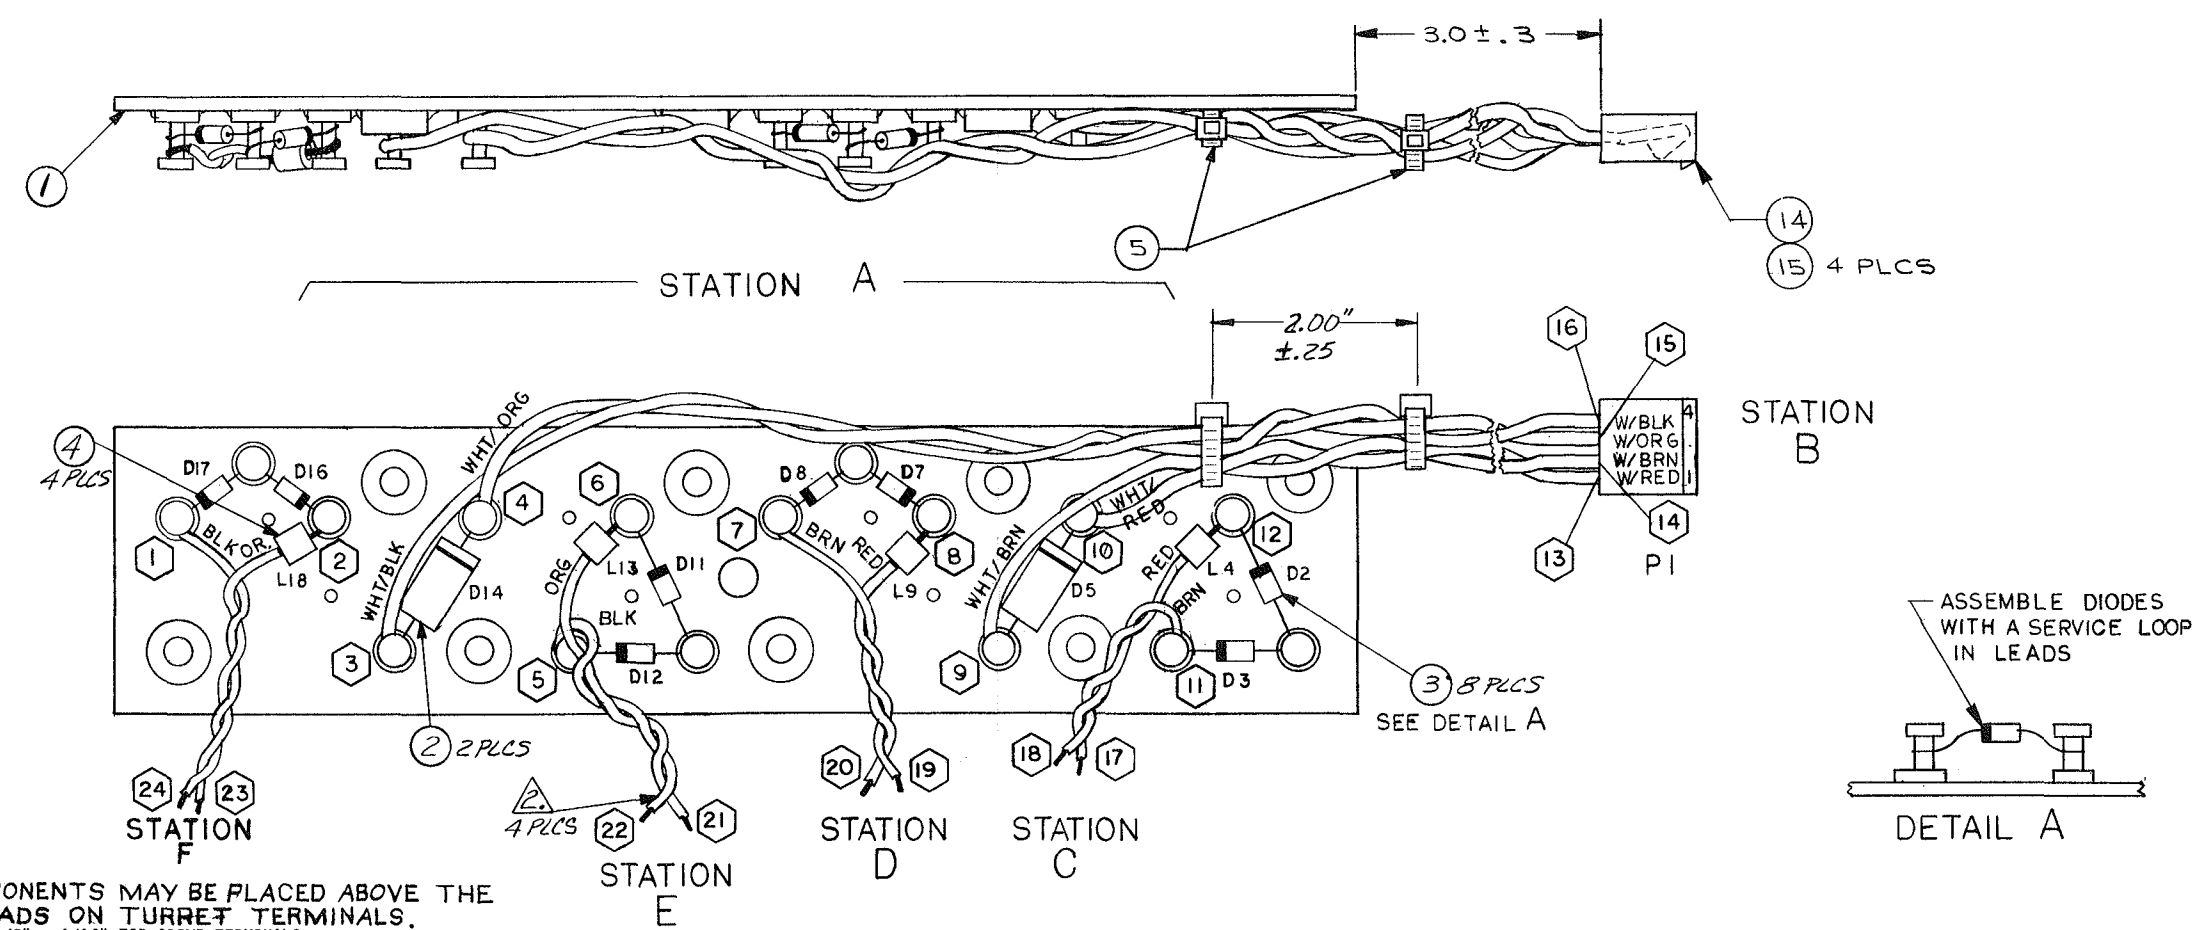 3.0 ± .3
1
5
14
15 4 PLCS
STATION A
2.00"
±.25
16
15
WHT/ORG
W/BLK 4
W/ORG .
W/BRN .
W/RED 1
STATION
B
4
4 PLCS
D17
D16
4
6
D8
D7
WHT/
RED
14
13
P1
1
BLK
OR.
2
L18
WHT/BLK
D14
ORG
L13
D11
7
BRN
RED
8
L9
WHT/BRN
10
D5
RED
L4
12
D2
BRN
BLK
3
5
D12
9
11
D3
3 8 PLCS
SEE DETAIL A
2 2 PLCS
ASSEMBLE DIODES
WITH A SERVICE LOOP
IN LEADS
24
23
STATION
F
2.
4 PLCS
22
21
STATION
E
20
19
STATION
D
18
17
STATION
C
DETAIL A
ONENTS MAY BE PLACED ABOVE THE
ADS ON TURRET TERMINALS.